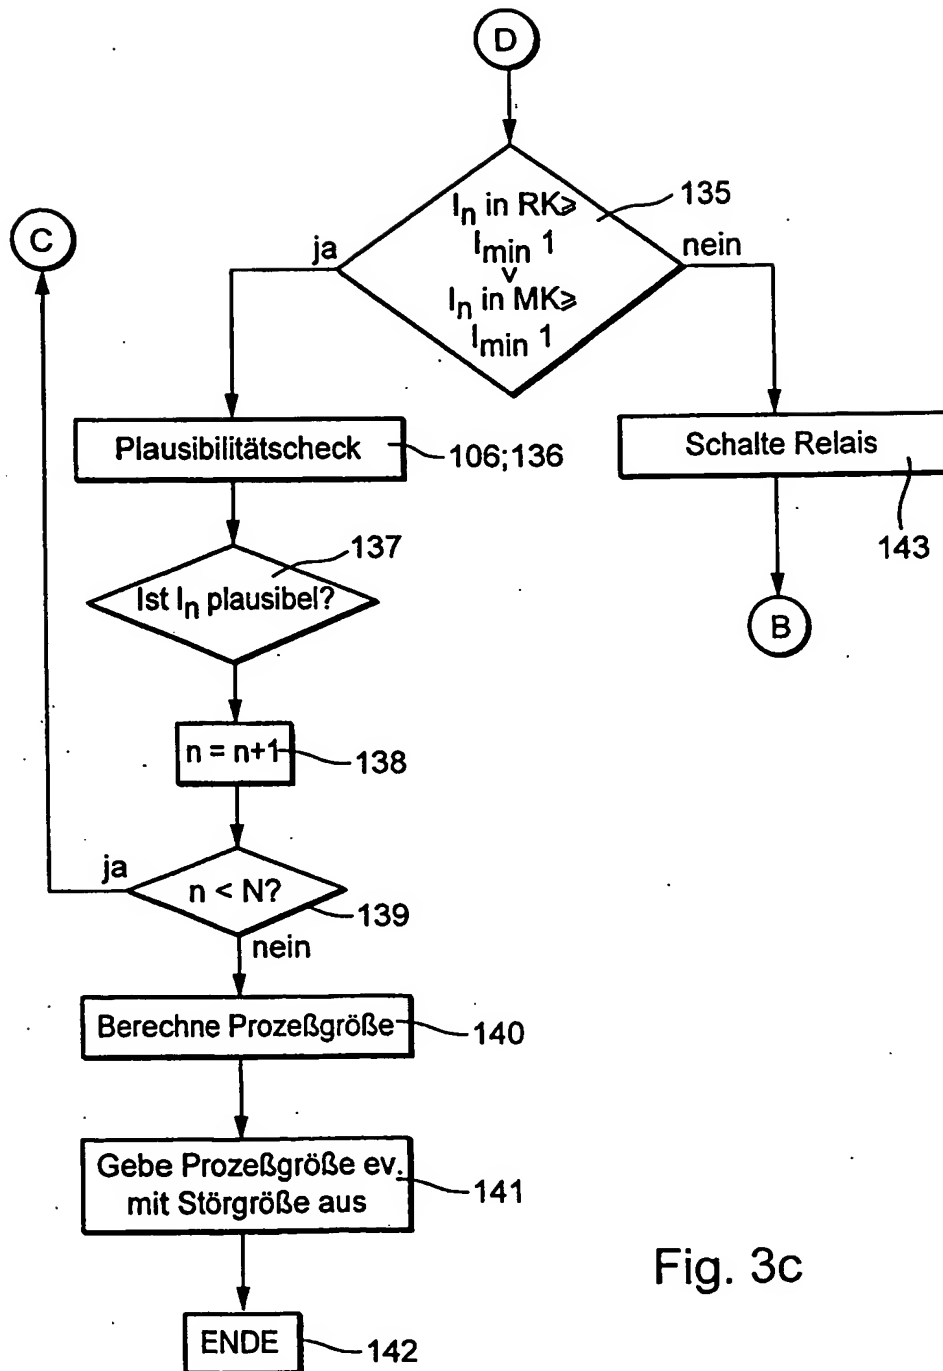 D
I_n in RK⩾
I_min 1
v
I_n in MK⩾
I_min 1
135
C
ja
nein
Plausibilitätscheck
106;136
Schalte Relais
143
137
Ist I_n plausibel?
B
n = n+1
138
ja
n < N?
139
nein
Berechne Prozeßgröße
140
Gebe Prozeßgröße ev.
mit Störgröße aus
141
Fig. 3c
ENDE
142